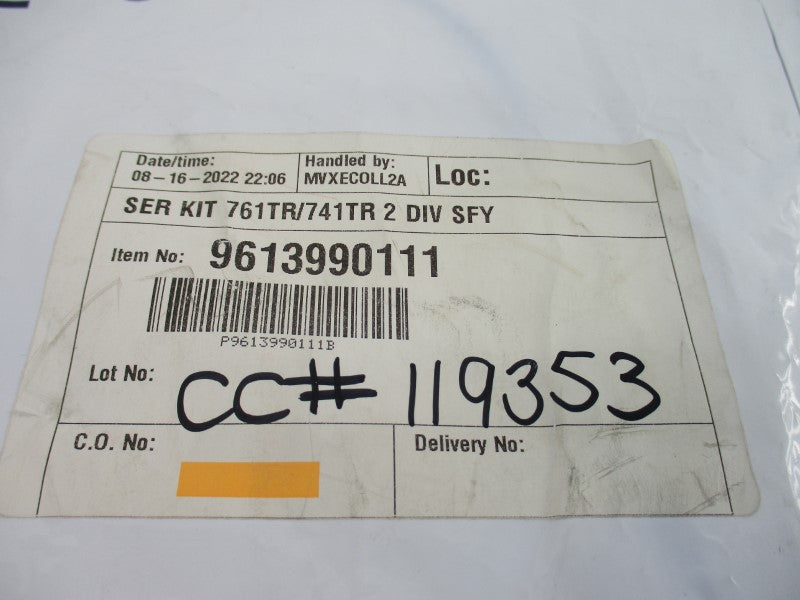 Date/time:
08-16-2022 22:06
Handled by:
MVXECOLL2A
Loc:
SER KIT 761TR/741TR 2 DIV SFY
Item No: 9613990111
P9613990111B
Lot No: CC# 119353
C.O. No:
Delivery No: